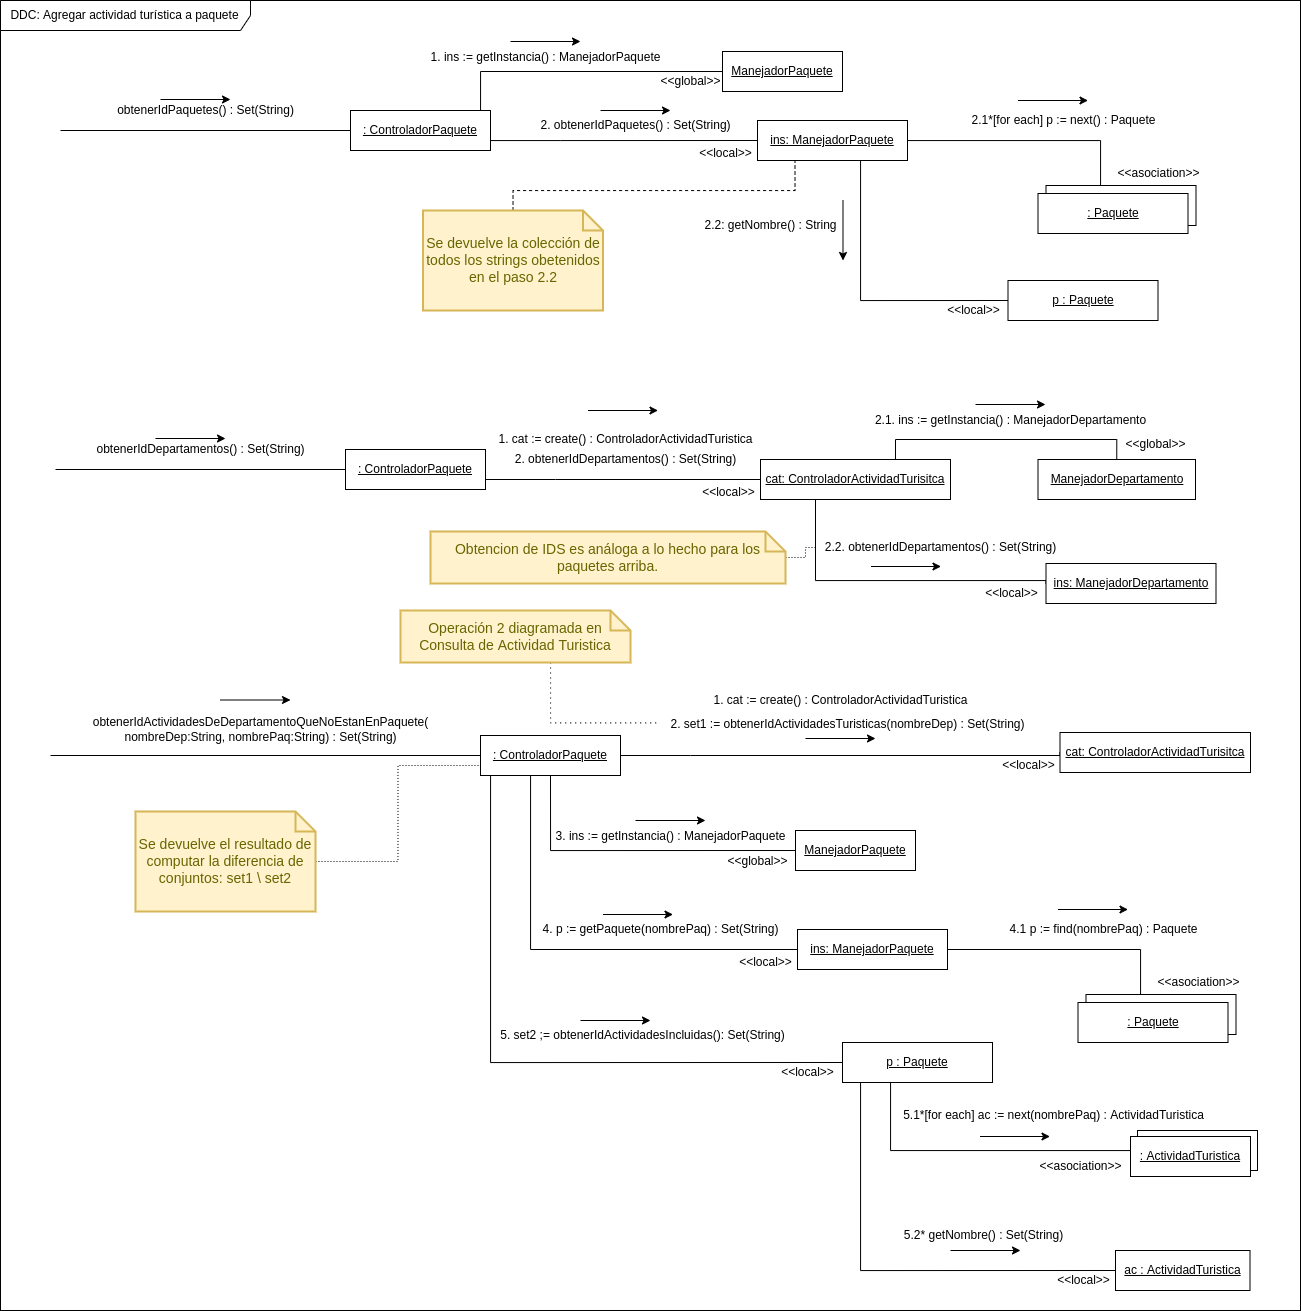 DDC: Agregar actividad turística a paquete
1. ins := getInstancia() : ManejadorPaquete
<<global>>
ManejadorPaquete
obtenerIdPaquetes() : Set(String)
: ControladorPaquete
2. obtenerIdPaquetes() : Set(String)
<<local>>
ins: ManejadorPaquete
2.1*[for each] p := next() : Paquete
<<asociation>>
: Paquete
Se devuelve la colección de
todos los strings obetenidos
en el paso 2.2
2.2: getNombre() : String
<<local>>
p : Paquete
obtenerIdDepartamentos() : Set(String)
: ControladorPaquete
1. cat := create() : ControladorActividadTuristica
2. obtenerIdDepartamentos() : Set(String)
<<local>>
cat: ControladorActividadTurisitca
2.1. ins := getInstancia() : ManejadorDepartamento
<<global>>
ManejadorDepartamento
Obtencion de IDS es análoga a lo hecho para los
paquetes arriba.
2.2. obtenerIdDepartamentos() : Set(String)
<<local>>
ins: ManejadorDepartamento
Operación 2 diagramada en
Consulta de Actividad Turistica
obtenerIdActividadesDeDepartamentoQueNoEstanEnPaquete(
nombreDep:String, nombrePaq:String) : Set(String)
: ControladorPaquete
1. cat := create() : ControladorActividadTuristica
2. set1 := obtenerIdActividadesTuristicas(nombreDep) : Set(String)
<<local>>
cat: ControladorActividadTurisitca
Se devuelve el resultado de
computar la diferencia de
conjuntos: set1 \ set2
3. ins := getInstancia() : ManejadorPaquete
<<global>>
ManejadorPaquete
4. p := getPaquete(nombrePaq) : Set(String)
<<local>>
ins: ManejadorPaquete
4.1 p := find(nombrePaq) : Paquete
<<asociation>>
: Paquete
5. set2 ;= obtenerIdActividadesIncluidas(): Set(String)
<<local>>
p : Paquete
5.1*[for each] ac := next(nombrePaq) : ActividadTuristica
<<asociation>>
: ActividadTuristica
5.2* getNombre() : Set(String)
<<local>>
ac : ActividadTuristica